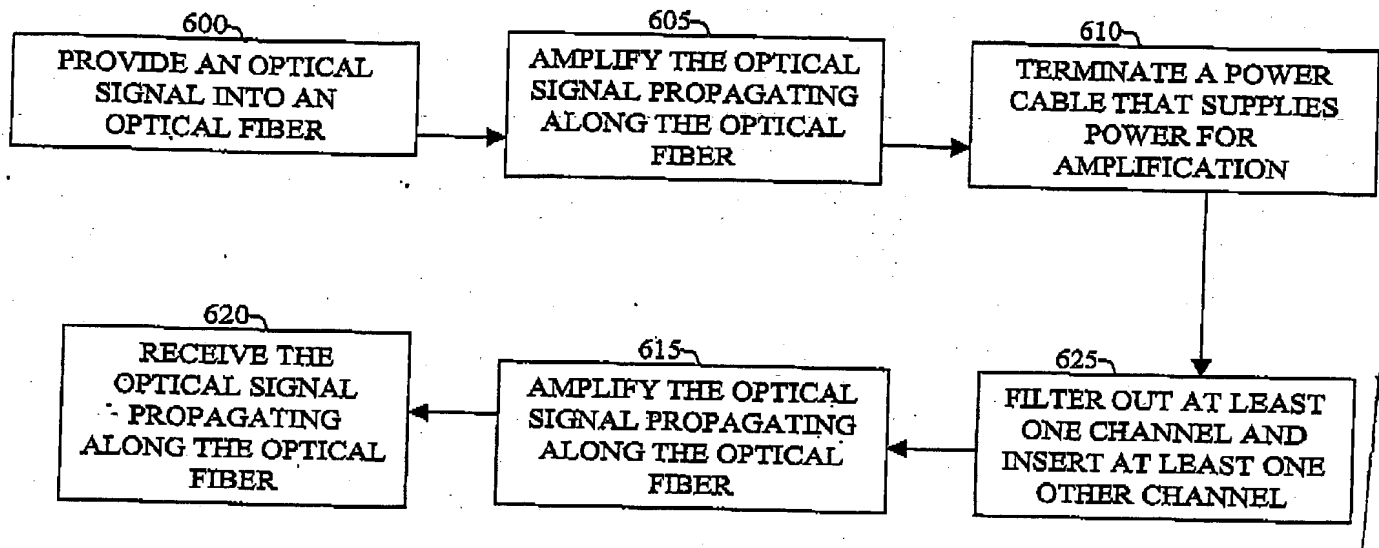 600
PROVIDE AN OPTICAL
SIGNAL INTO AN
OPTICAL FIBER
605
AMPLIFY THE OPTICAL
SIGNAL PROPAGATING
ALONG THE OPTICAL
FIBER
610
TERMINATE A POWER
CABLE THAT SUPPLIES
POWER FOR
AMPLIFICATION
620
RECEIVE THE
OPTICAL SIGNAL
PROPAGATING
ALONG THE OPTICAL
FIBER
615
AMPLIFY THE OPTICAL
SIGNAL PROPAGATING
ALONG THE OPTICAL
FIBER
625
FILTER OUT AT LEAST
ONE CHANNEL AND
INSERT AT LEAST ONE
OTHER CHANNEL